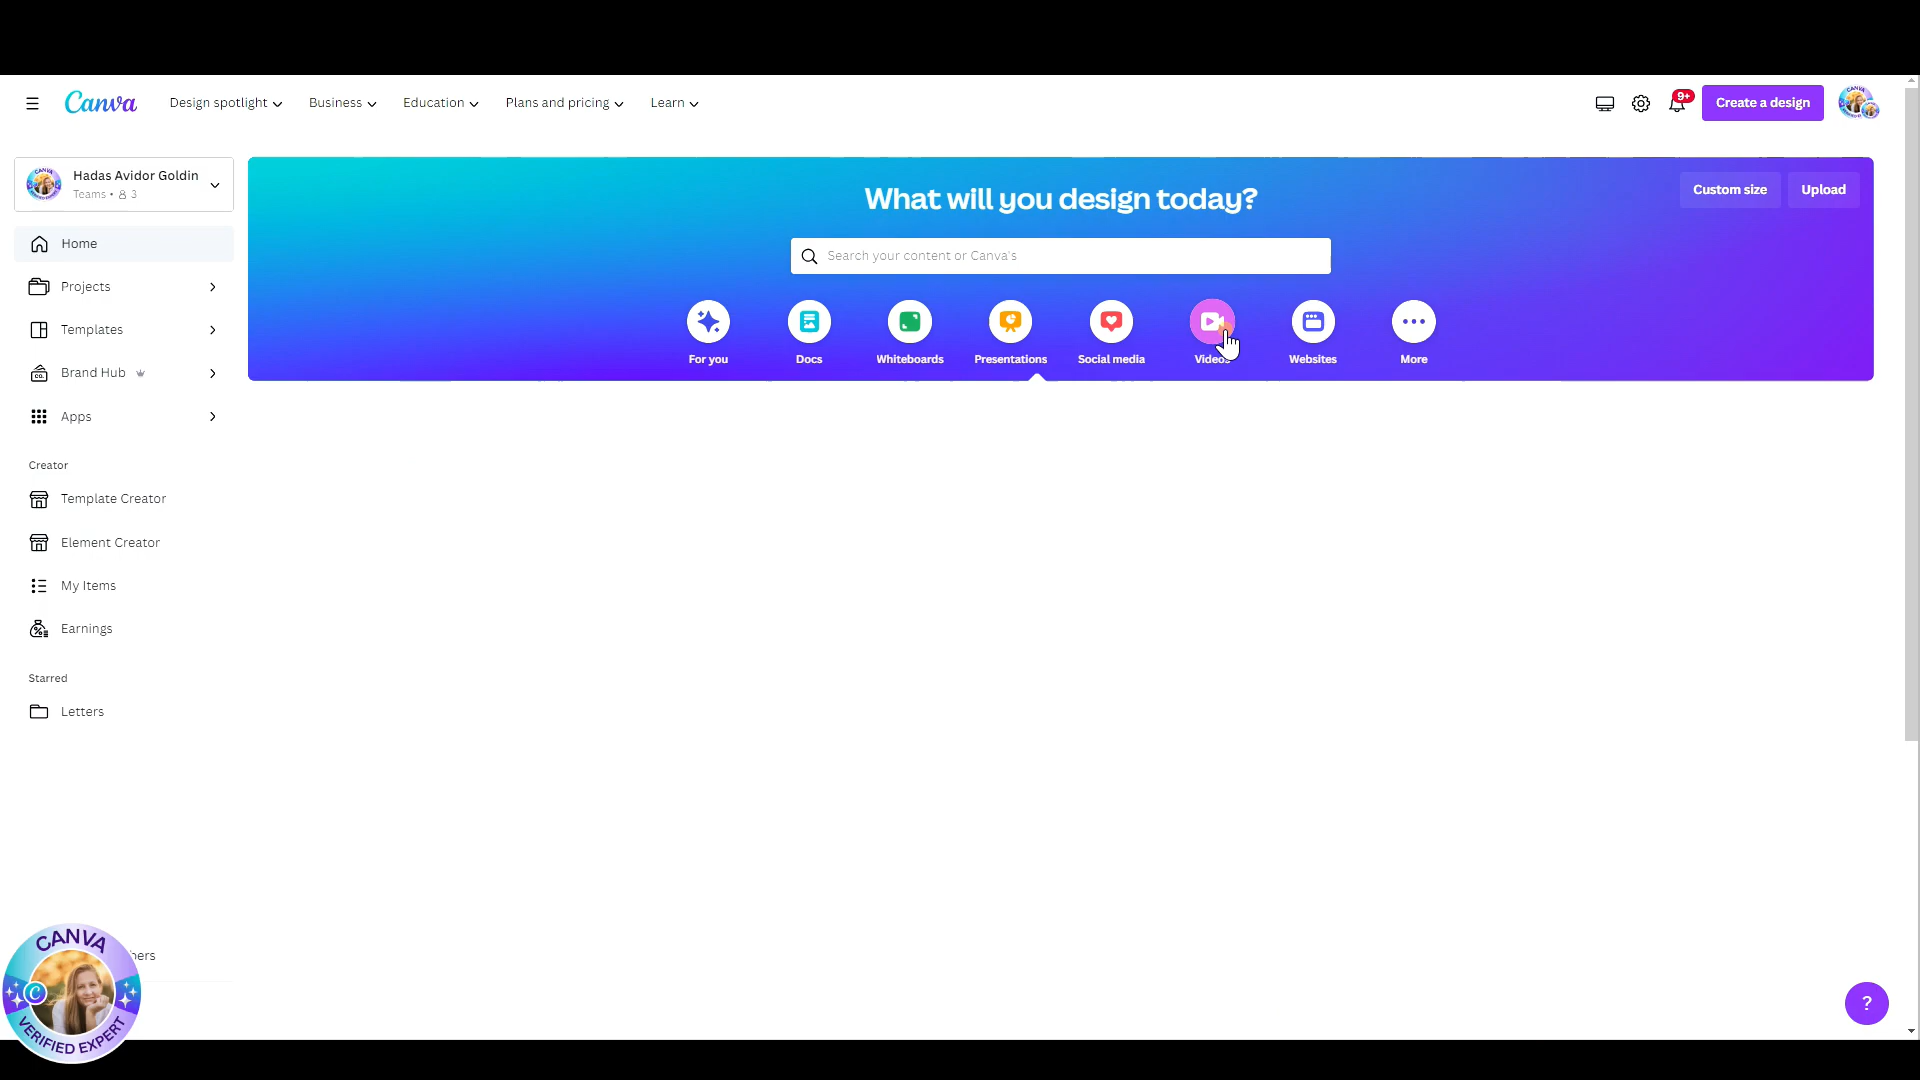 Canva
Design spotlight
Business
Education
Plans and pricing
Learn
9+
Create a design
Hadas Avidor Goldin
Teams • 3
Home
Projects
Templates
Brand Hub
Apps
Creator
Template Creator
Element Creator
My Items
Earnings
Starred
Letters
What will you design today?
Custom size
Upload
Search your content or Canva's
For you
Docs
Whiteboards
Presentations
Social media
Videos
Websites
More
CANVA
VERIFIED EXPERT
?